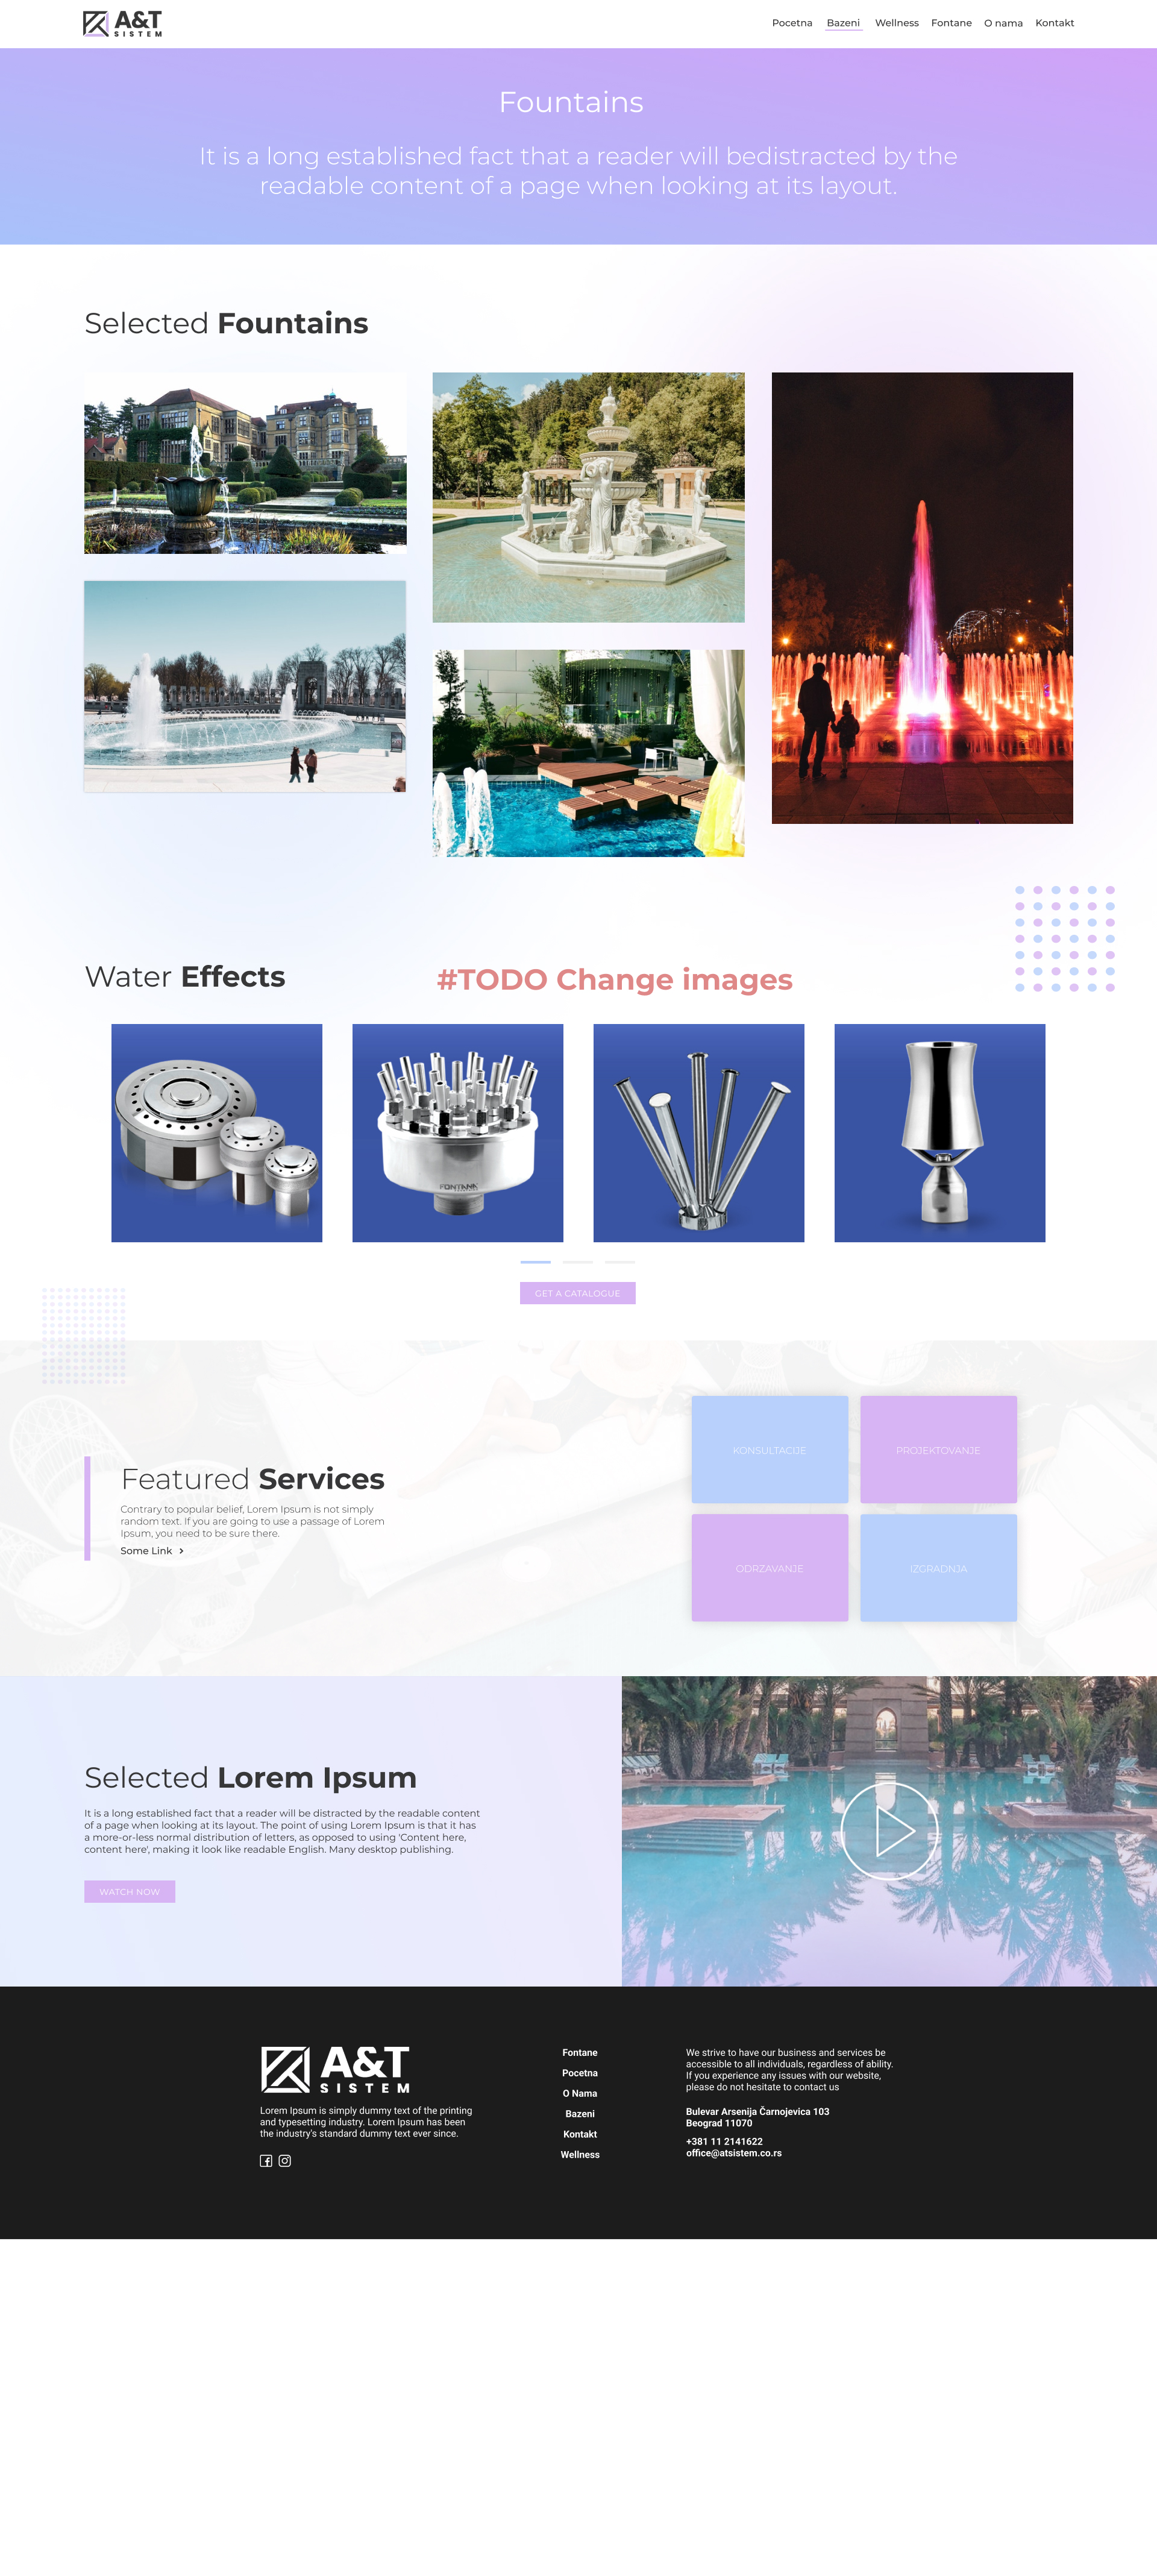 A&T
SISTEM
Pocetna Bazeni Wellness Fontane O nama Kontakt
Fountains
It is a long established fact that a reader will bedistracted by the
readable content of a page when looking at its layout.
Selected Fountains
Water Effects
#TODO Change images
FONTANA
GET A CATALOGUE
Featured Services
Contrary to popular belief, Lorem Ipsum is not simply
random text. If you are going to use a passage of Lorem
Ipsum, you need to be sure there.
Some Link
KONSULTACIJE
PROJEKTOVANJE
ODRZAVANJE
IZGRADNJA
Selected Lorem Ipsum
It is a long established fact that a reader will be distracted by the readable content
of a page when looking at its layout. The point of using Lorem Ipsum is that it has
a more-or-less normal distribution of letters, as opposed to using 'Content here,
content here', making it look like readable English. Many desktop publishing.
WATCH NOW
A&T
SISTEM
Lorem Ipsum is simply dummy text of the printing
and typesetting industry. Lorem Ipsum has been
the industry's standard dummy text ever since.
Fontane
Pocetna
O Nama
Bazeni
Kontakt
Wellness
We strive to have our business and services be
accessible to all individuals, regardless of ability.
If you experience any issues with our website,
please do not hesitate to contact us
Bulevar Arsenija Čarnojevica 103
Beograd 11070
+381 11 2141622
office@atsistem.co.rs